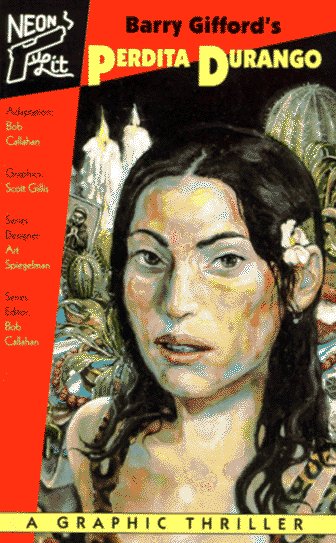 NEON
Lit
Barry Gifford's
PERDITA DURANGO
Adaptation:
Bob
Callahan
Graphics:
Scott Gillis
Series
Designer:
Art
Spiegelman
Series
Editor:
Bob
Callahan
A GRAPHIC THRILLER